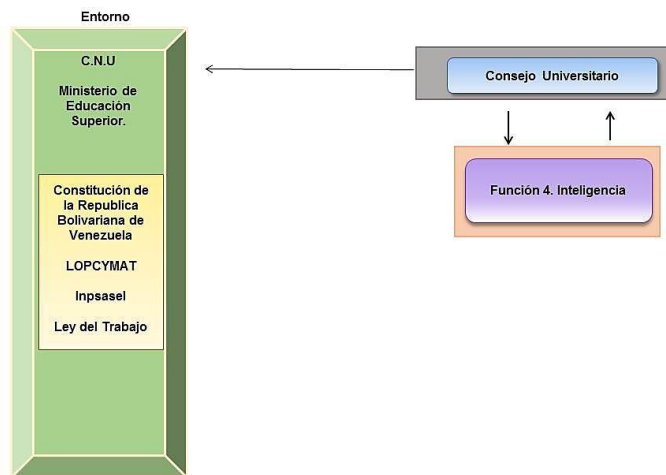 Entorno
C.N.U
Ministerio de
Educación
Superior.
Constitución de
la Republica
Bolivariana de
Venezuela
LOPCYMAT
Inpsasel
Ley del Trabajo
Consejo Universitario
Función 4. Inteligencia